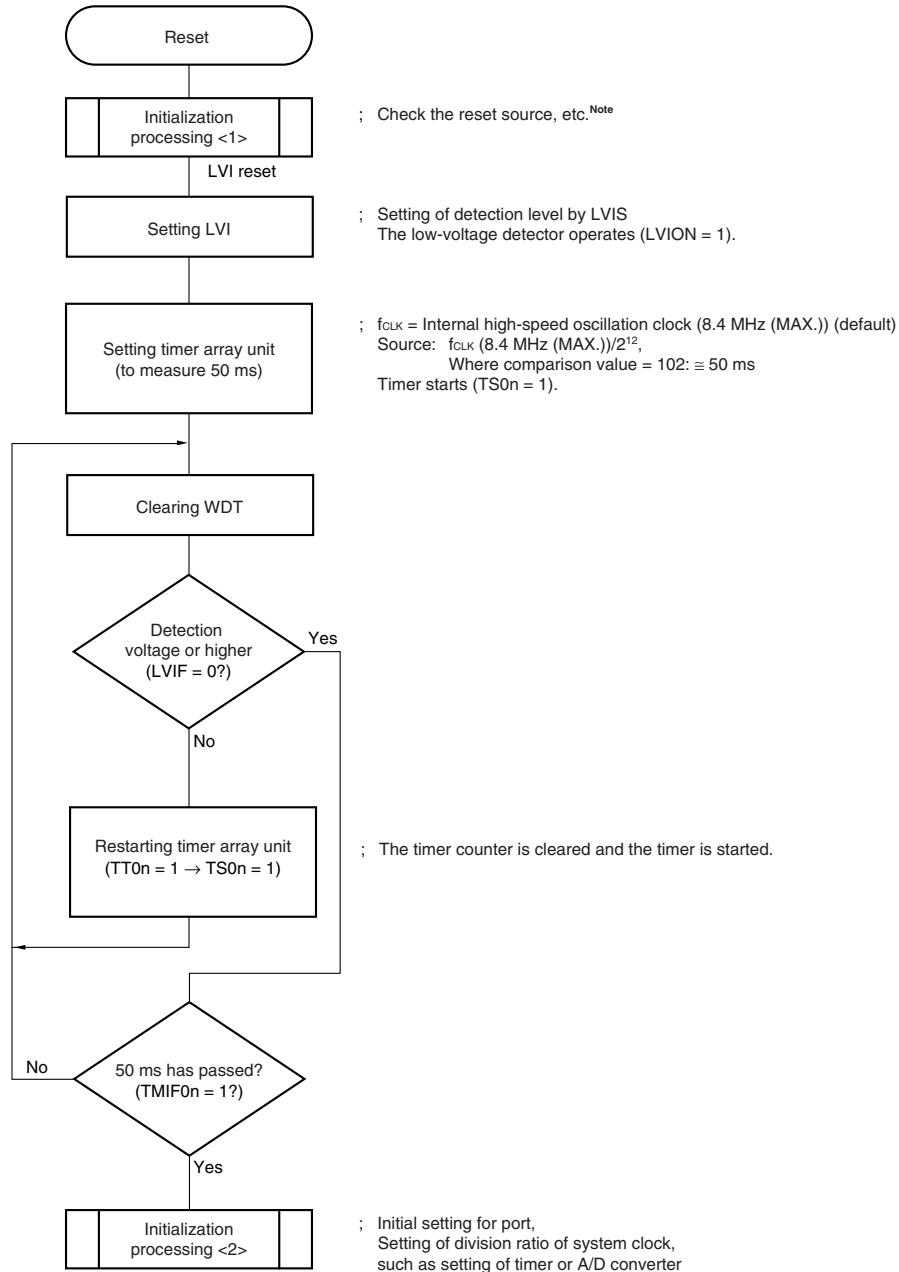 Reset
Initialization
processing <1>
; Check the reset source, etc.Note
LVI reset
Setting LVI
; Setting of detection level by LVIS
The low-voltage detector operates (LVION = 1).
Setting timer array unit
(to measure 50 ms)
; fCLK = Internal high-speed oscillation clock (8.4 MHz (MAX.)) (default)
Source: fCLK (8.4 MHz (MAX.))/2¹²,
Where comparison value = 102: ≅ 50 ms
Timer starts (TS0n = 1).
Clearing WDT
Detection
voltage or higher
(LVIF = 0?)
Yes
No
Restarting timer array unit
(TT0n = 1 → TS0n = 1)
; The timer counter is cleared and the timer is started.
50 ms has passed?
(TMIF0n = 1?)
No
Yes
Initialization
processing <2>
; Initial setting for port,
Setting of division ratio of system clock,
such as setting of timer or A/D converter